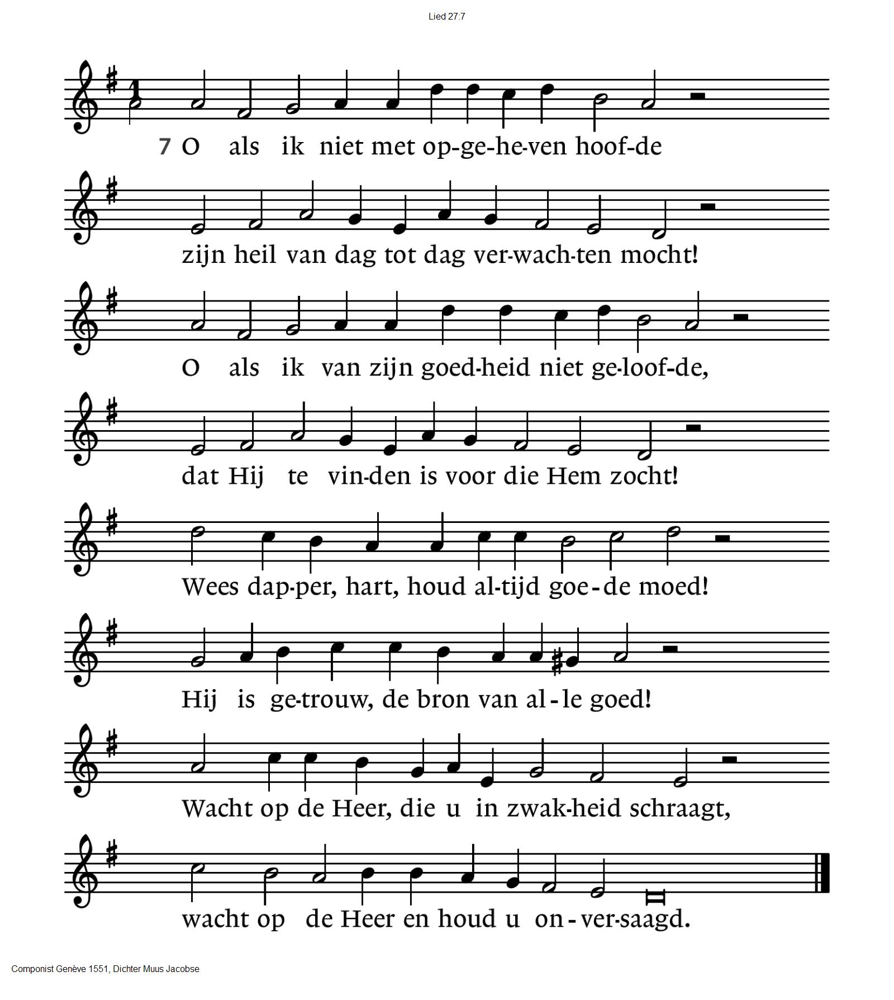 Lied 27:7
1
7 O als ik niet met op-ge-he-ven hoof-de
zijn heil van dag tot dag ver-wach-ten mocht!
O als ik van zijn goed-heid niet ge-loof-de,
dat Hij te vin-den is voor die Hem zocht!
Wees dap-per, hart, houd al-tijd goe-de moed!
Hij is ge-trouw, de bron van al-le goed!
Wacht op de Heer, die u in zwak-heid schraagt,
wacht op de Heer en houd u on-ver-saagd.
Componist Genève 1551, Dichter Muus Jacobse